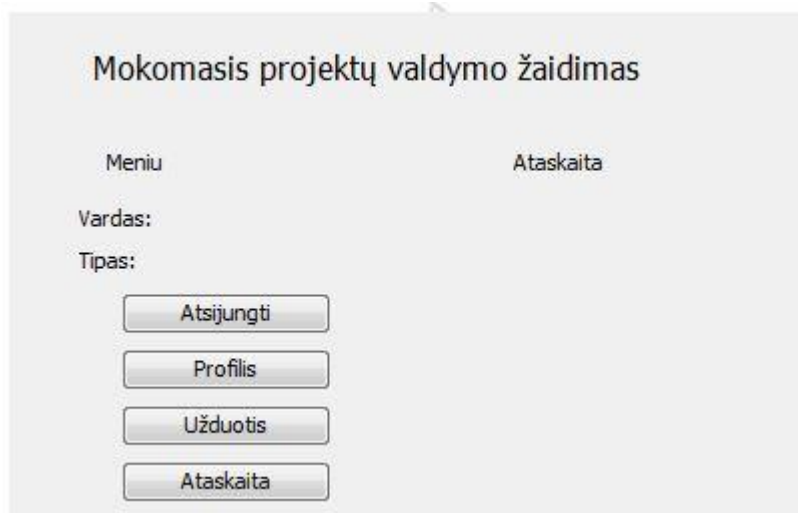 Mokomasis projektų valdymo žaidimas
Meniu Ataskaita
Vardas:
Tipas:
Atsijungti
Profilis
Užduotis
Ataskaita